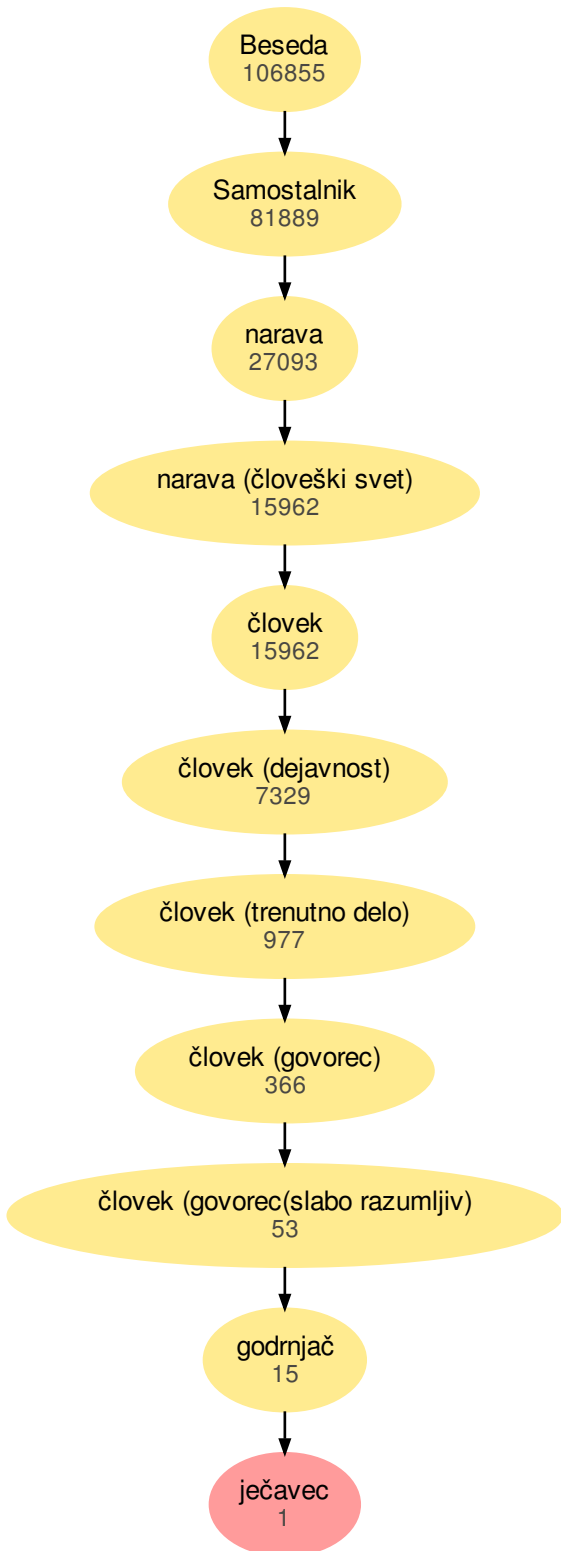 Beseda
106855
Samostalnik
81889
narava
27093
narava (človeški svet)
15962
človek
15962
človek (dejavnost)
7329
človek (trenutno delo)
977
človek (govorec)
366
človek (govorec(slabo razumljiv)
53
godrnjač
15
ječavec
1